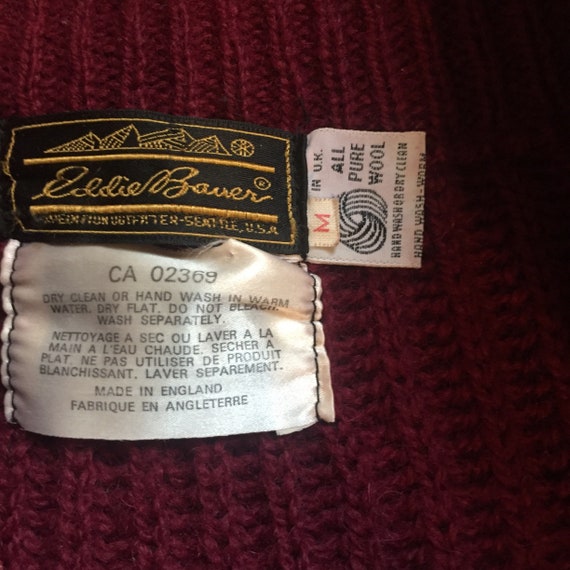 Eddie Bauer®
EXPEDITION OUTFITTER-SEATTLE, U.S.A.
CA 02369
DRY CLEAN OR HAND WASH IN WARM
WATER. DRY FLAT. DO NOT BLEACH.
WASH SEPARATELY.
NETTOYAGE A SEC OU LAVER A LA
MAIN A L'EAU CHAUDE. SECHER A
PLAT. NE PAS UTILISER DE PRODUIT
BLANCHISSANT. LAVER SEPAREMENT.
MADE IN ENGLAND
FABRIQUE EN ANGLETERRE
IN U.K.
M
ALL
PURE
WOOL
HAND WASH OR DRY CLEAN
HAND WASH - WARM